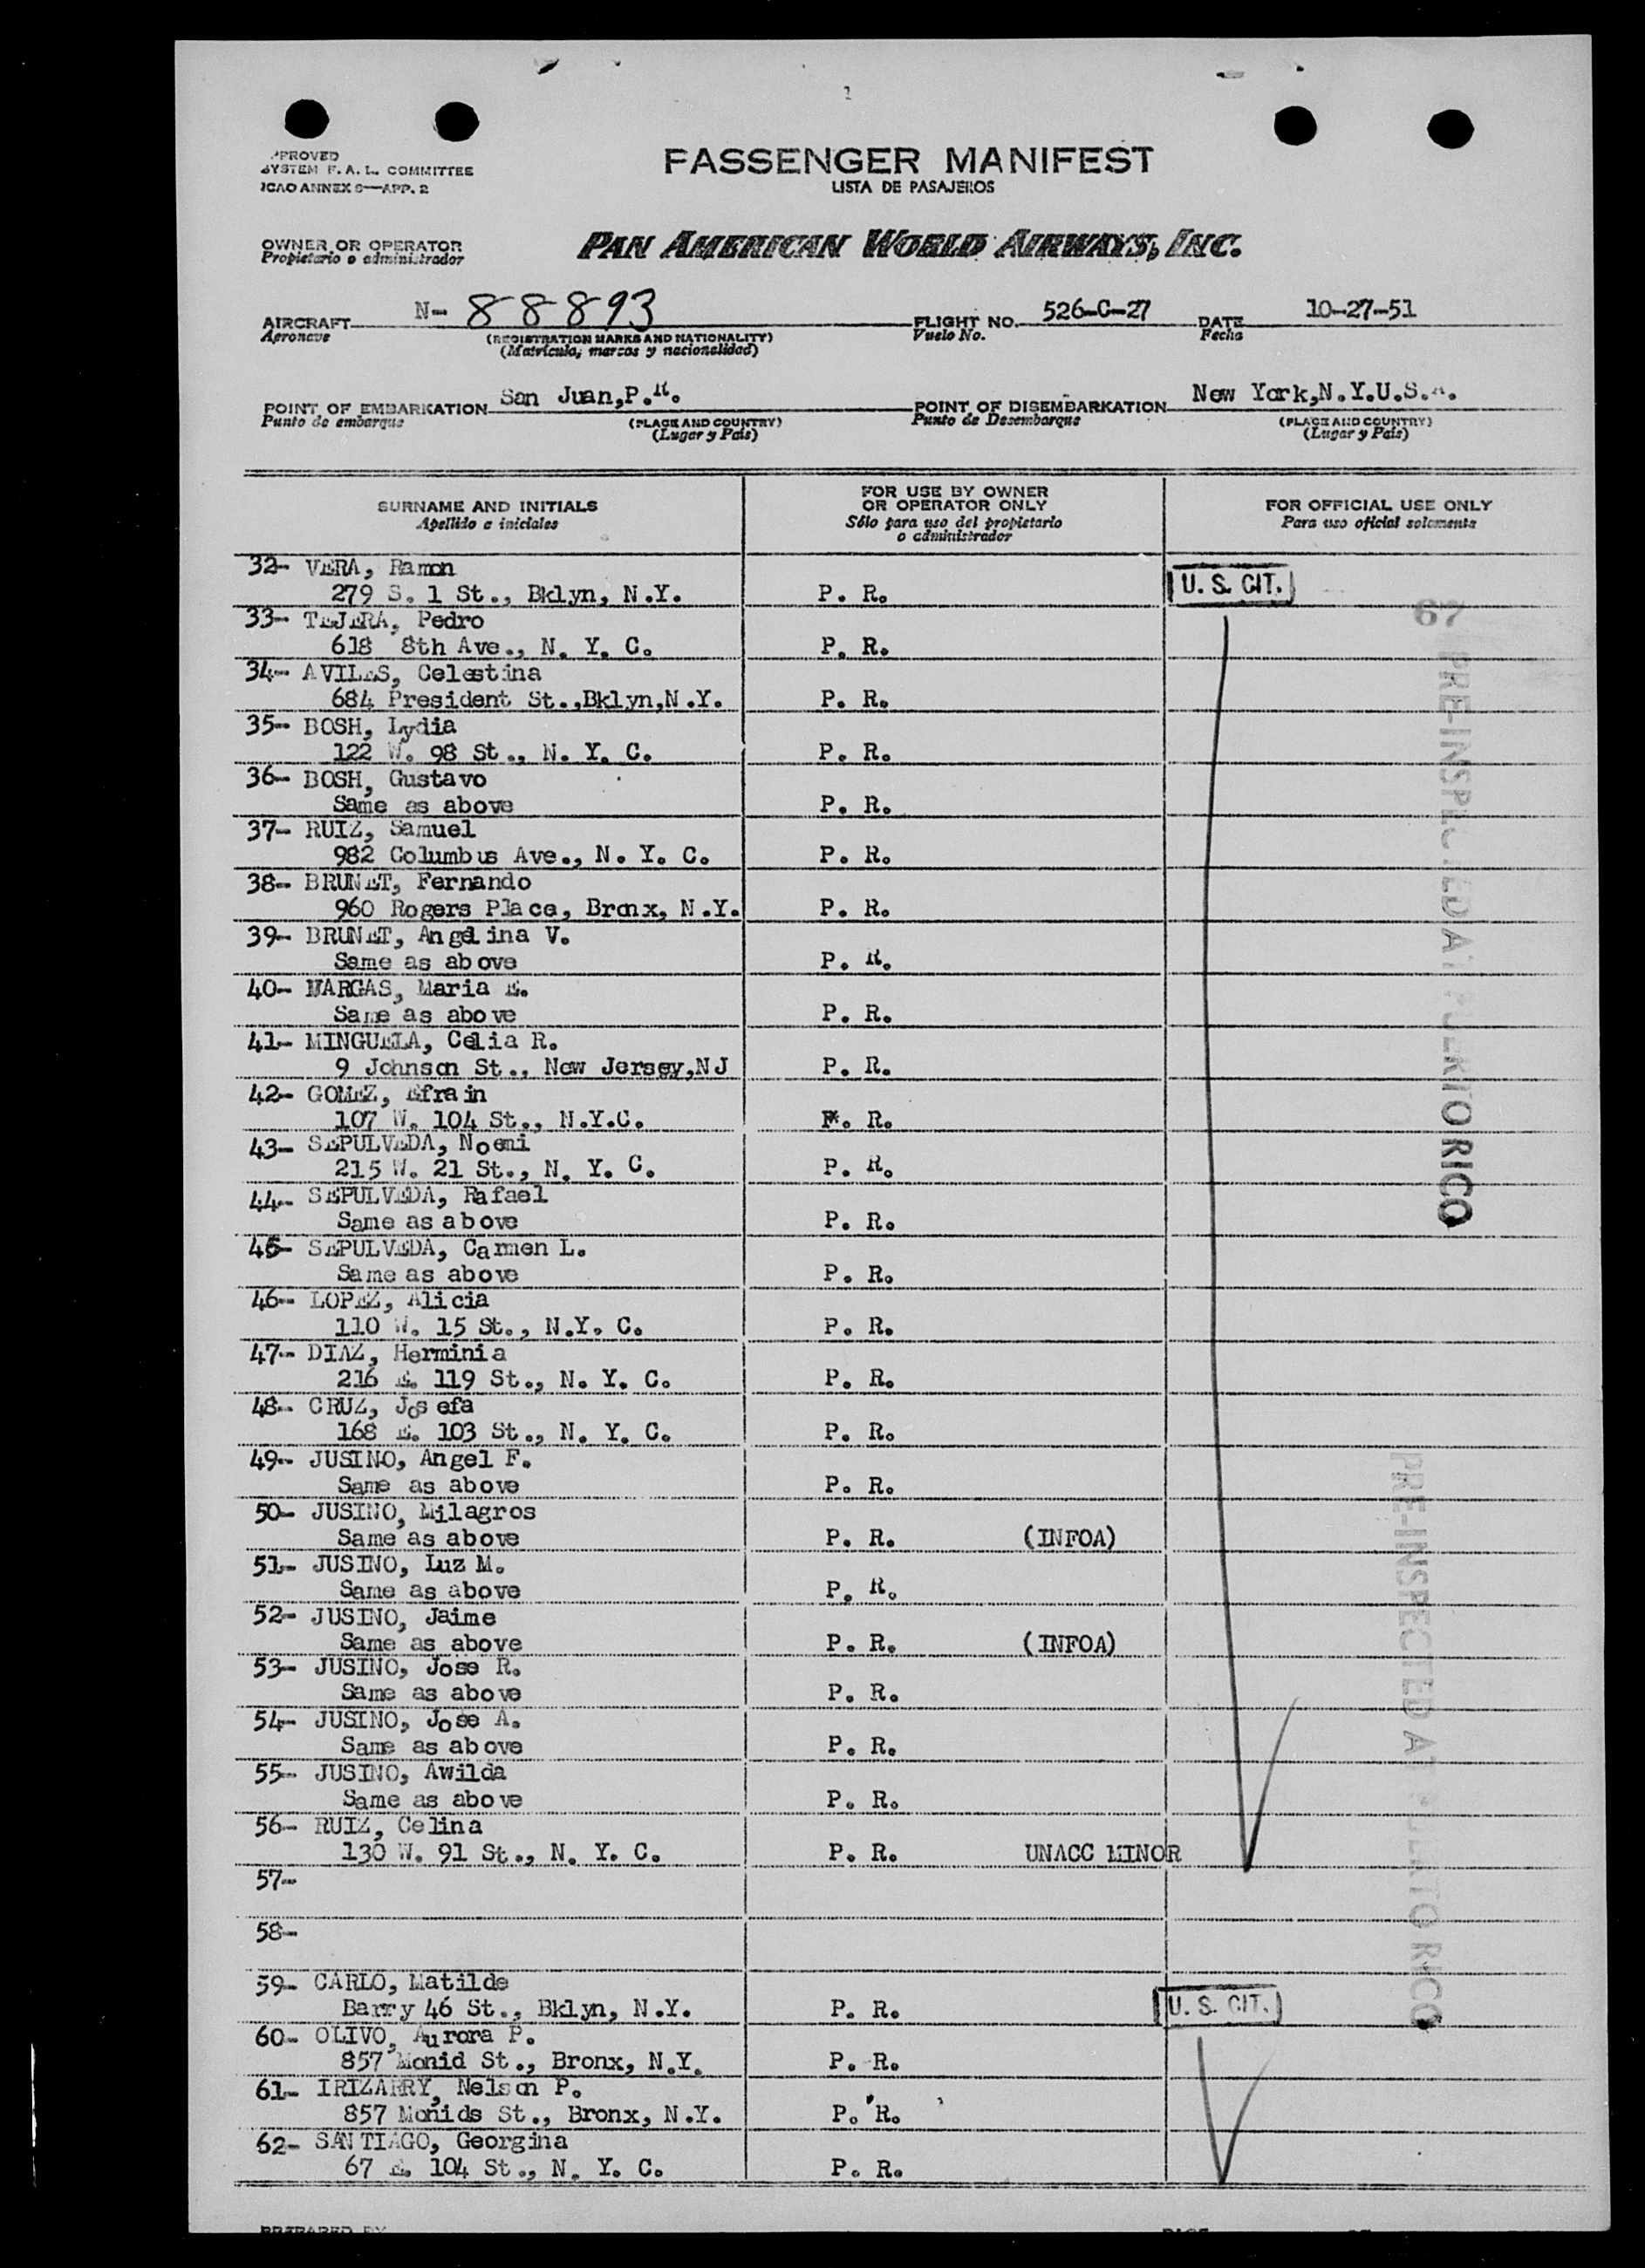 PROVED
SYSTEM F. A. L. COMMITTEE
ICAO ANNEX 9—APP. 2
PASSENGER MANIFEST
LISTA DE PASAJEROS
OWNER OR OPERATOR
Propietario o administrador
PAN AMERICAN WORLD AIRWAYS, INC.
AIRCRAFT N- 88893 FLIGHT NO. 526-C-27 DATE 10-27-51
Aeronave (REGISTRATION MARKS AND NATIONALITY) Vuelo No. Fecha
(Matrícula, marcas y nacionalidad)
POINT OF EMBARKATION San Juan,P.R. POINT OF DISEMBARKATION New York,N.Y.U.S.A.
Punto de embarque (PLACE AND COUNTRY) Punto de Desembarque (PLACE AND COUNTRY)
(Lugar y País) (Lugar y País)
SURNAME AND INITIALS
Apellido e iniciales
FOR USE BY OWNER
OR OPERATOR ONLY
Sólo para uso del propietario
o administrador
FOR OFFICIAL USE ONLY
Para uso oficial solamente
32- VERA, Ramon
279 S. 1 St., Bklyn, N.Y. P. R. U. S. CIT.
67
33- TEJERA, Pedro
618 8th Ave., N. Y. C. P. R.
34- AVILES, Celestina
684 President St.,Bklyn,N.Y. P. R.
35- BOSH, Lydia
122 W. 98 St., N. Y. C. P. R.
36- BOSH, Gustavo
Same as above P. R.
37- RUIZ, Samuel
982 Columbus Ave., N. Y. C. P. R.
38- BRUNET, Fernando
960 Rogers Place, Bronx, N.Y. P. R.
39- BRUNET, Angelina V.
Same as above P. R.
40- VARGAS, Maria E.
Same as above P. R.
41- MINGUELA, Celia R.
9 Johnson St., New Jersey,NJ P. R.
42- GOMEZ, Efrain
107 W. 104 St., N.Y.C. P. R.
43- SEPULVEDA, Noemi
215 W. 21 St., N. Y. C. P. R.
44- SEPULVEDA, Rafael
Same as above P. R.
45- SEPULVEDA, Carmen L.
Same as above P. R.
46- LOPEZ, Alicia
110 W. 15 St., N.Y. C. P. R.
47- DIAZ, Herminia
216 E. 119 St., N. Y. C. P. R.
48- CRUZ, Josefa
168 E. 103 St., N. Y. C. P. R.
49- JUSINO, Angel F.
Same as above P. R.
50- JUSINO, Milagros
Same as above P. R. (INFOA)
51- JUSINO, Luz M.
Same as above P. R.
52- JUSINO, Jaime
Same as above P. R. (INFOA)
53- JUSINO, Jose R.
Same as above P. R.
54- JUSINO, Jose A.
Same as above P. R.
55- JUSINO, Awilda
Same as above P. R.
56- RUIZ, Celina
130 W. 91 St., N. Y. C. P. R. UNACC MINOR
57-
58-
59- CARLO, Matilde
Barry 46 St., Bklyn, N.Y. P. R. U. S. CIT.
60- OLIVO, Aurora P.
857 Monid St., Bronx, N.Y. P. R.
61- IRIZARRY, Nelson P.
857 Monids St., Bronx, N.Y. P. R.
62- SANTIAGO, Georgina
67 E. 104 St., N. Y. C. P. R.
PRE-INSPECTED AT PUERTO RICO
PRE-INSPECTED AT PUERTO RICO